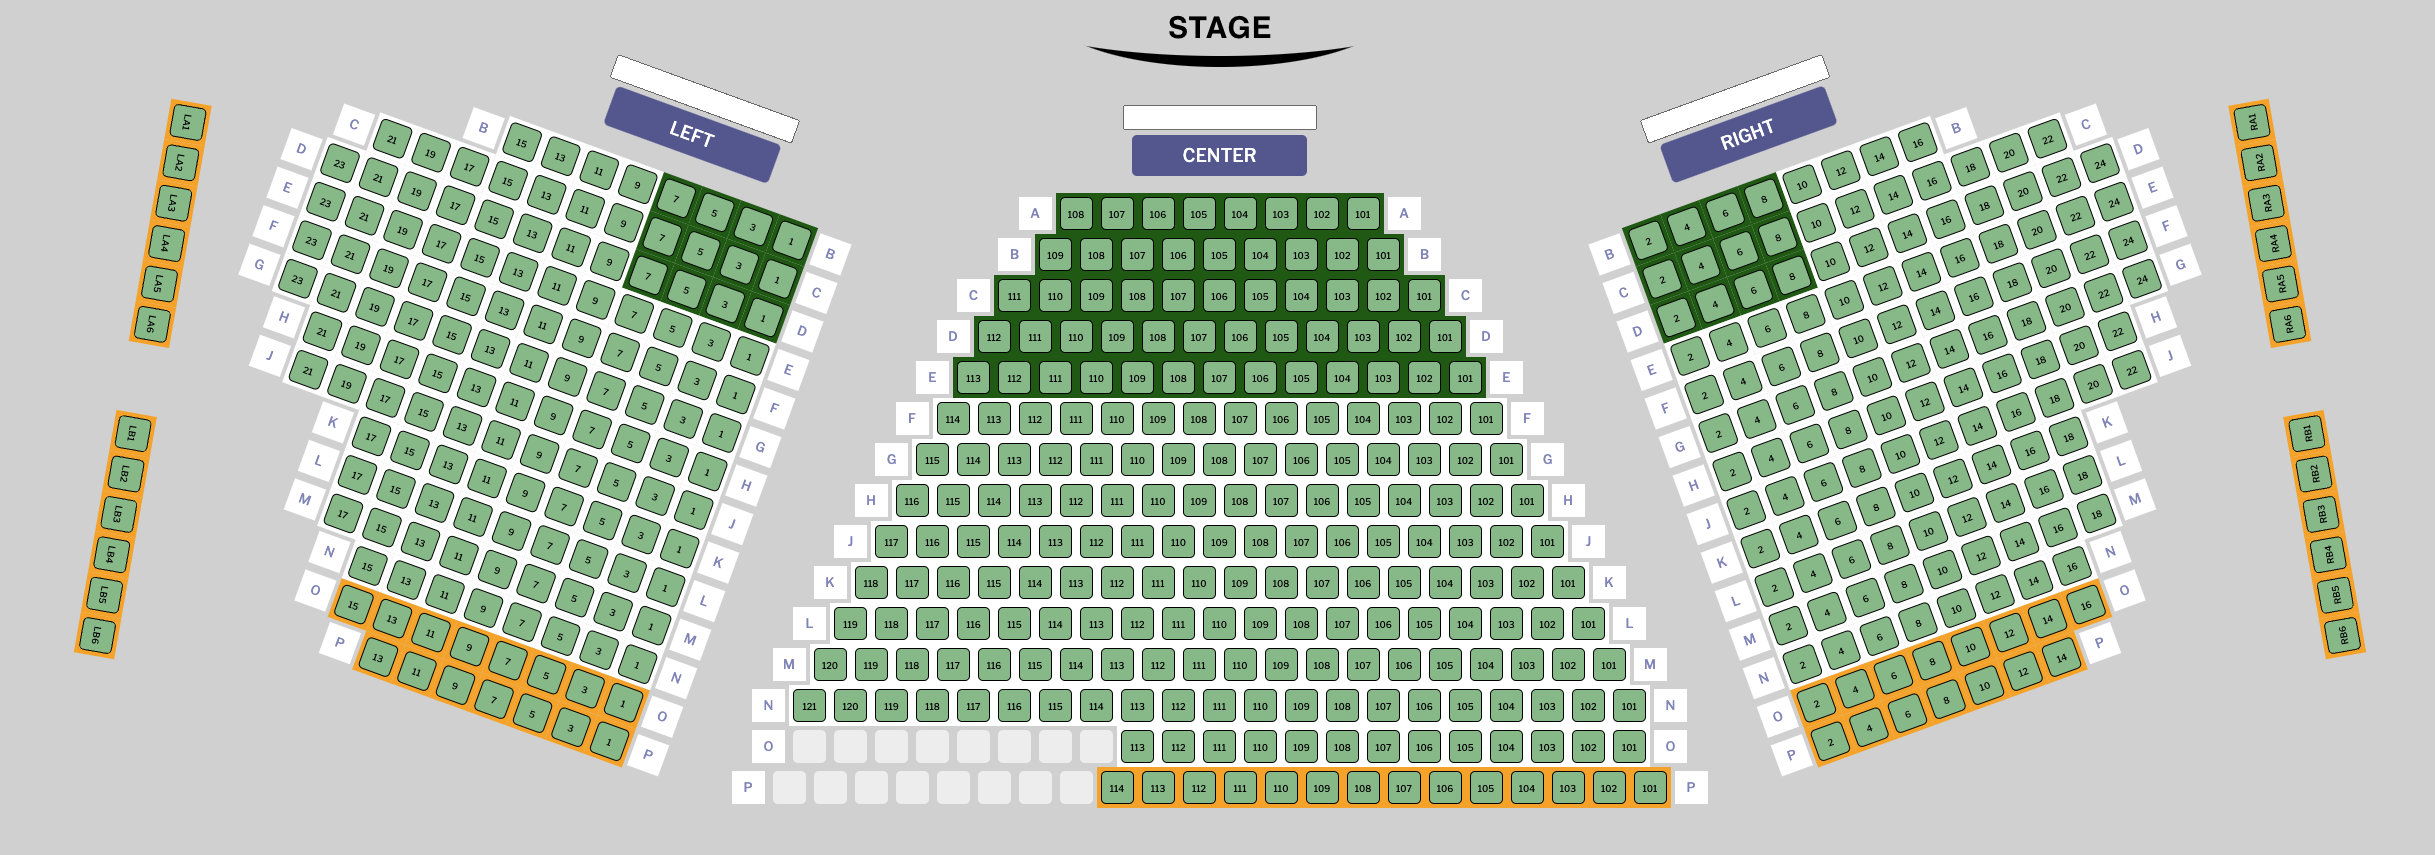 STAGE
LEFT
CENTER
RIGHT
LA1
LA2
LA3
LA4
LA5
LA6
LB1
LB2
LB3
LB4
LB5
LB6
B 15 13 11 9 7 5 3 1 B
C 21 19 17 15 13 11 9 7 5 3 1 C
D 23 21 19 17 15 13 11 9 7 5 3 1 D
E 23 21 19 17 15 13 11 9 7 5 3 1 E
F 23 21 19 17 15 13 11 9 7 5 3 1 F
G 23 21 19 17 15 13 11 9 7 5 3 1 G
H 21 19 17 15 13 11 9 7 5 3 1 H
J 21 19 17 15 13 11 9 7 5 3 1 J
K 17 15 13 11 9 7 5 3 1 K
L 17 15 13 11 9 7 5 3 1 L
M 17 15 13 11 9 7 5 3 1 M
N 15 13 11 9 7 5 3 1 N
O 15 13 11 9 7 5 3 1 O
P 13 11 9 7 5 3 1 P
A 108 107 106 105 104 103 102 101 A
B 109 108 107 106 105 104 103 102 101 B
C 111 110 109 108 107 106 105 104 103 102 101 C
D 112 111 110 109 108 107 106 105 104 103 102 101 D
E 113 112 111 110 109 108 107 106 105 104 103 102 101 E
F 114 113 112 111 110 109 108 107 106 105 104 103 102 101 F
G 115 114 113 112 111 110 109 108 107 106 105 104 103 102 101 G
H 116 115 114 113 112 111 110 109 108 107 106 105 104 103 102 101 H
J 117 116 115 114 113 112 111 110 109 108 107 106 105 104 103 102 101 J
K 118 117 116 115 114 113 112 111 110 109 108 107 106 105 104 103 102 101 K
L 119 118 117 116 115 114 113 112 111 110 109 108 107 106 105 104 103 102 101 L
M 120 119 118 117 116 115 114 113 112 111 110 109 108 107 106 105 104 103 102 101 M
N 121 120 119 118 117 116 115 114 113 112 111 110 109 108 107 106 105 104 103 102 101 N
O 113 112 111 110 109 108 107 106 105 104 103 102 101 O
P 114 113 112 111 110 109 108 107 106 105 104 103 102 101 P
B 2 4 6 8 10 12 14 16 B
C 2 4 6 8 10 12 14 16 18 20 22 C
D 2 4 6 8 10 12 14 16 18 20 22 24 D
E 2 4 6 8 10 12 14 16 18 20 22 24 E
F 2 4 6 8 10 12 14 16 18 20 22 24 F
G 2 4 6 8 10 12 14 16 18 20 22 24 G
H 2 4 6 8 10 12 14 16 18 20 22 H
J 2 4 6 8 10 12 14 16 18 20 22 J
K 2 4 6 8 10 12 14 16 18 K
L 2 4 6 8 10 12 14 16 18 L
M 2 4 6 8 10 12 14 16 18 M
N 2 4 6 8 10 12 14 16 N
O 2 4 6 8 10 12 14 16 O
P 2 4 6 8 10 12 14 P
RA1
RA2
RA3
RA4
RA5
RA6
RB1
RB2
RB3
RB4
RB5
RB6